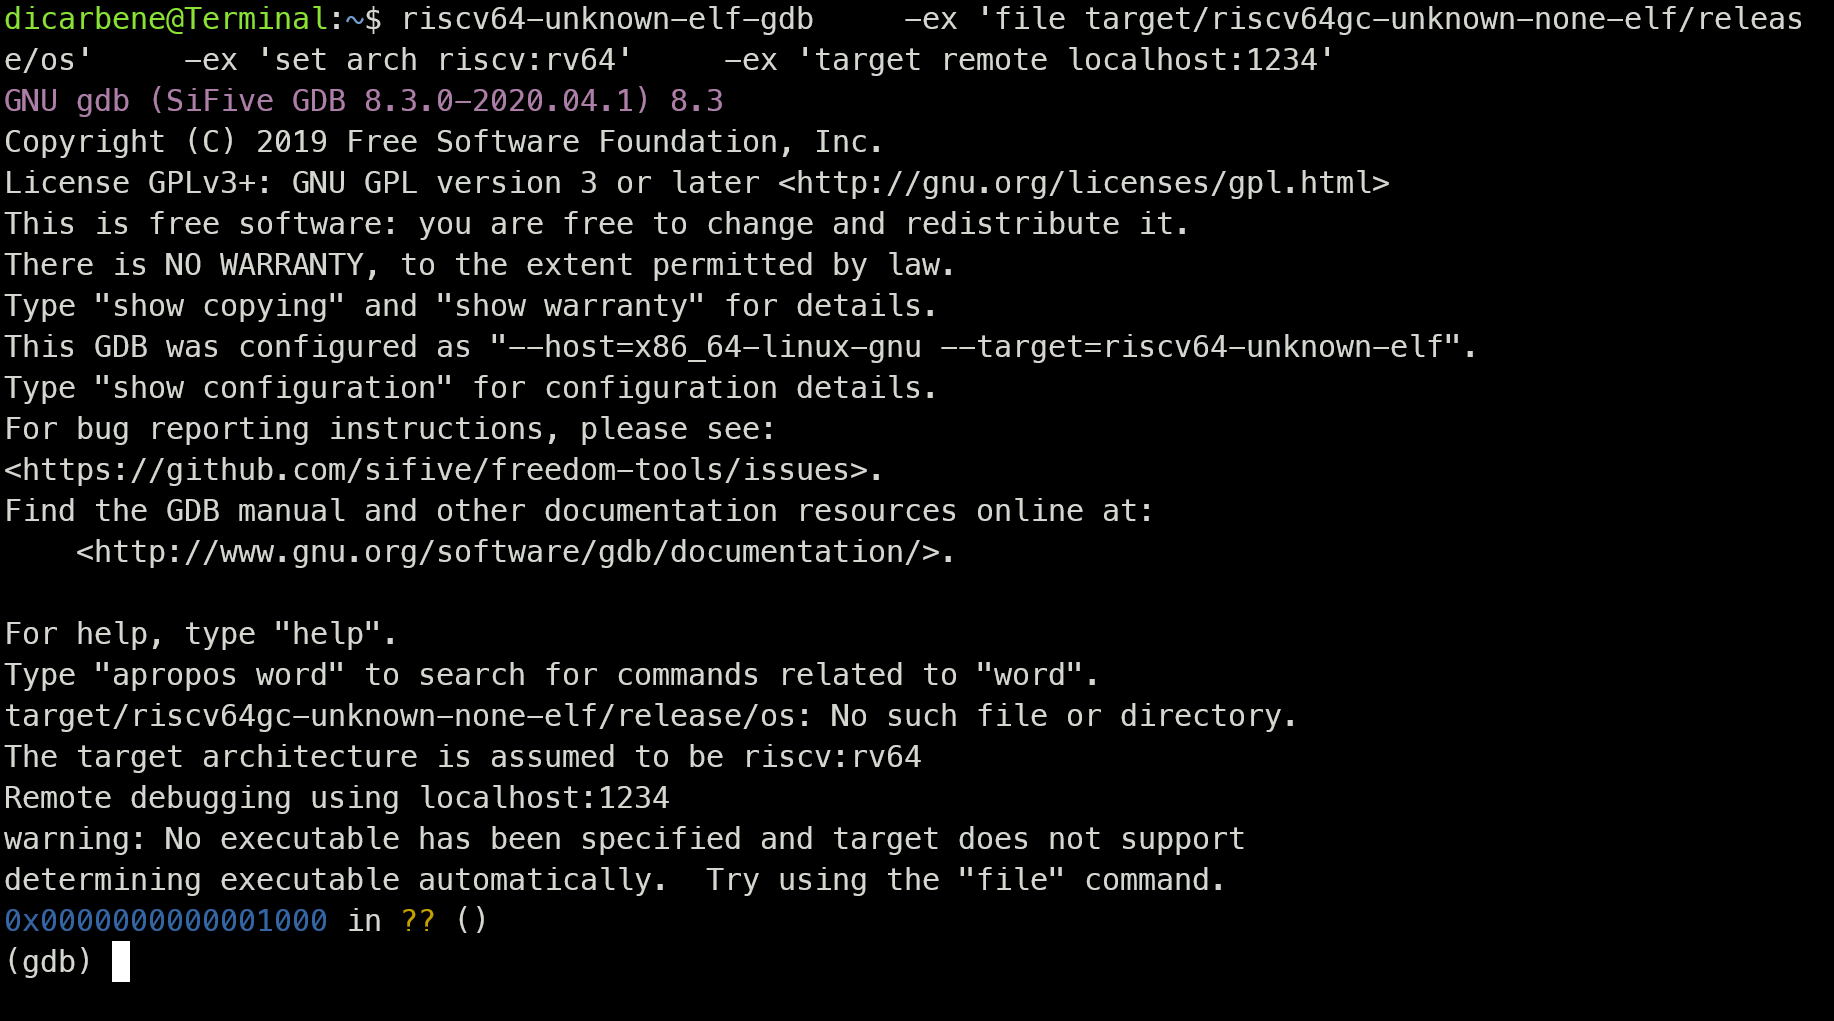 dicarbene@Terminal:~$ riscv64-unknown-elf-gdb     -ex 'file target/riscv64gc-unknown-none-elf/releas
e/os'     -ex 'set arch riscv:rv64'     -ex 'target remote localhost:1234'
GNU gdb (SiFive GDB 8.3.0-2020.04.1) 8.3
Copyright (C) 2019 Free Software Foundation, Inc.
License GPLv3+: GNU GPL version 3 or later <http://gnu.org/licenses/gpl.html>
This is free software: you are free to change and redistribute it.
There is NO WARRANTY, to the extent permitted by law.
Type "show copying" and "show warranty" for details.
This GDB was configured as "--host=x86_64-linux-gnu --target=riscv64-unknown-elf".
Type "show configuration" for configuration details.
For bug reporting instructions, please see:
<https://github.com/sifive/freedom-tools/issues>.
Find the GDB manual and other documentation resources online at:
    <http://www.gnu.org/software/gdb/documentation/>.

For help, type "help".
Type "apropos word" to search for commands related to "word".
target/riscv64gc-unknown-none-elf/release/os: No such file or directory.
The target architecture is assumed to be riscv:rv64
Remote debugging using localhost:1234
warning: No executable has been specified and target does not support
determining executable automatically.  Try using the "file" command.
0x0000000000001000 in ?? ()
(gdb)